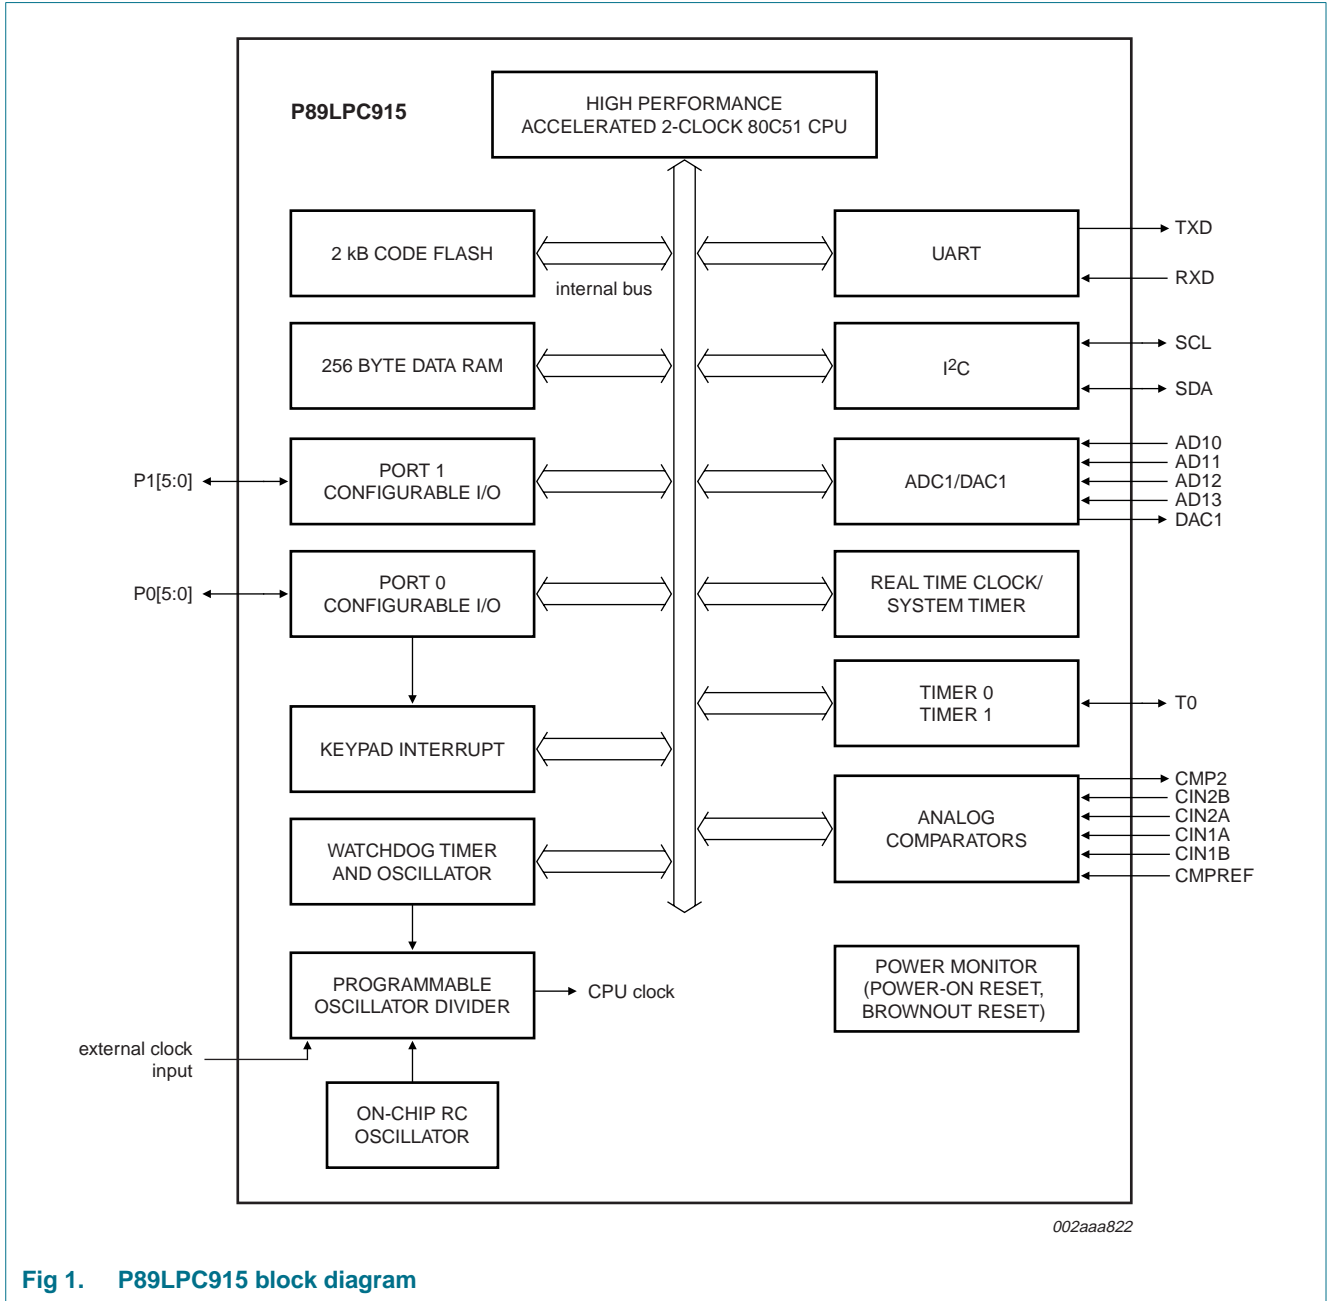 P89LPC915
HIGH PERFORMANCE
ACCELERATED 2-CLOCK 80C51 CPU
2 kB CODE FLASH
internal bus
UART
TXD
RXD
256 BYTE DATA RAM
I²C
SCL
SDA
P1[5:0]
PORT 1
CONFIGURABLE I/O
ADC1/DAC1
AD10
AD11
AD12
AD13
DAC1
P0[5:0]
PORT 0
CONFIGURABLE I/O
REAL TIME CLOCK/
SYSTEM TIMER
KEYPAD INTERRUPT
TIMER 0
TIMER 1
T0
WATCHDOG TIMER
AND OSCILLATOR
ANALOG
COMPARATORS
CMP2
CIN2B
CIN2A
CIN1A
CIN1B
CMPREF
PROGRAMMABLE
OSCILLATOR DIVIDER
CPU clock
POWER MONITOR
(POWER-ON RESET,
BROWNOUT RESET)
external clock
input
ON-CHIP RC
OSCILLATOR
002aaa822
Fig 1. P89LPC915 block diagram